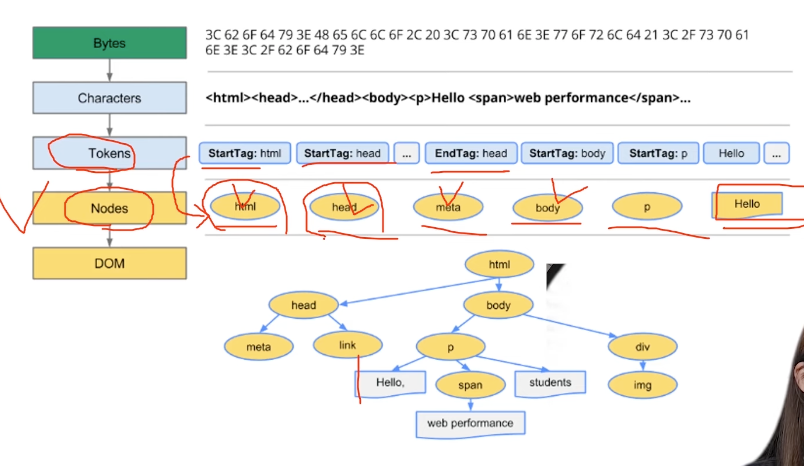 Bytes
3C 62 6F 64 79 3E 48 65 6C 6C 6F 2C 20 3C 73 70 61 6E 3E 77 6F 72 6C 64 21 3C 2F 73 70 61
6E 3E 3C 2F 62 6F 64 79 3E
Characters
<html><head>...</head><body><p>Hello <span>web performance</span>...
Tokens
StartTag: html StartTag: head ... EndTag: head StartTag: body StartTag: p Hello ...
Nodes
html head meta body p Hello
DOM
html
head body
meta link p div
Hello, span students img
web performance